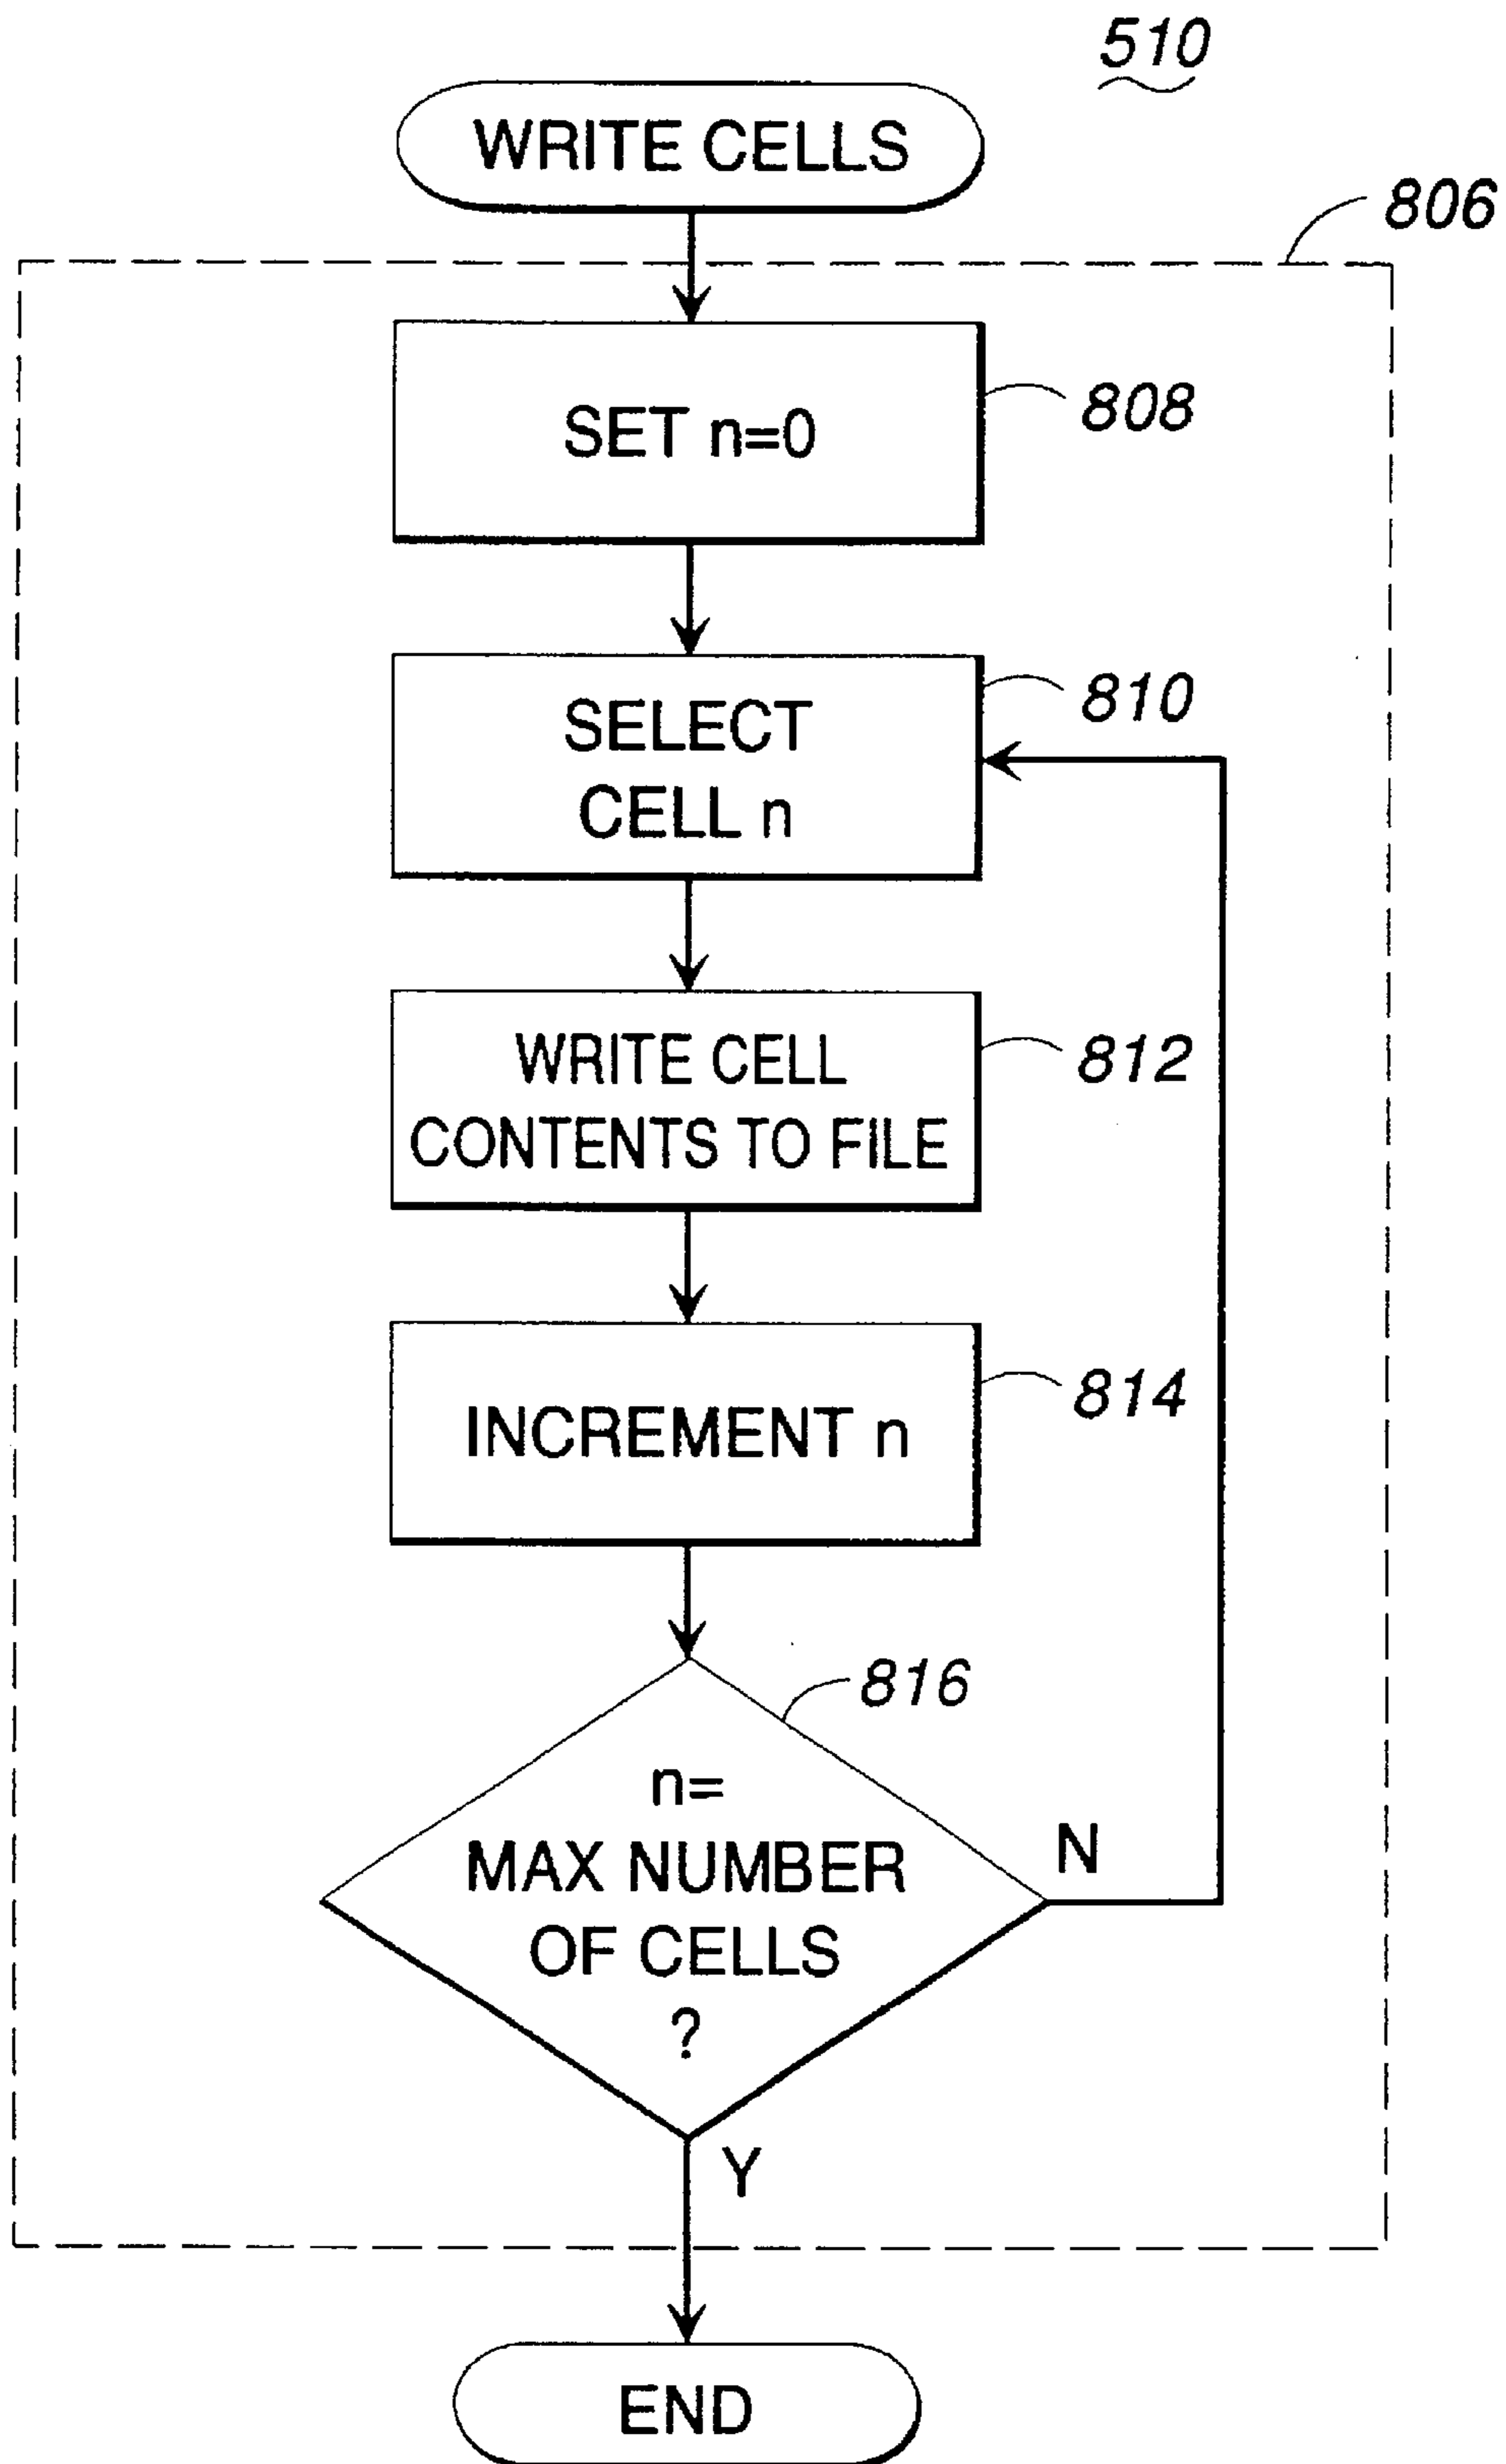 510
WRITE CELLS
806
SET n=0
808
SELECT
CELL n
810
WRITE CELL
CONTENTS TO FILE
812
INCREMENT n
814
816
n=
MAX NUMBER
OF CELLS
?
N
Y
END